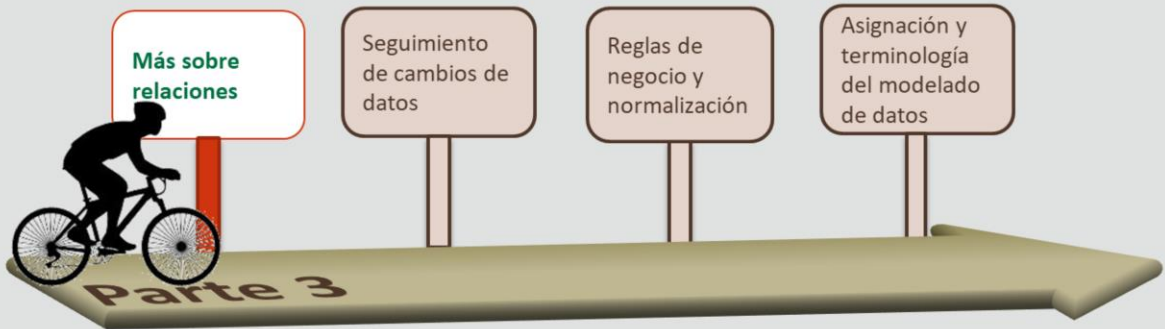 Más sobre
relaciones
Seguimiento
de cambios de
datos
Reglas de
negocio y
normalización
Asignación y
terminología
del modelado
de datos
Parte 3